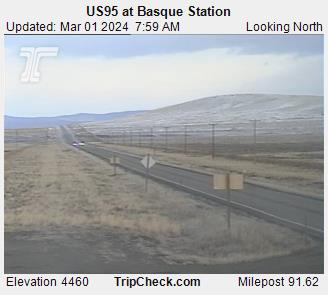 US95 at Basque Station
Updated: Mar 01 2024 7:59 AM Looking North
Elevation 4460 TripCheck.com Milepost 91.62